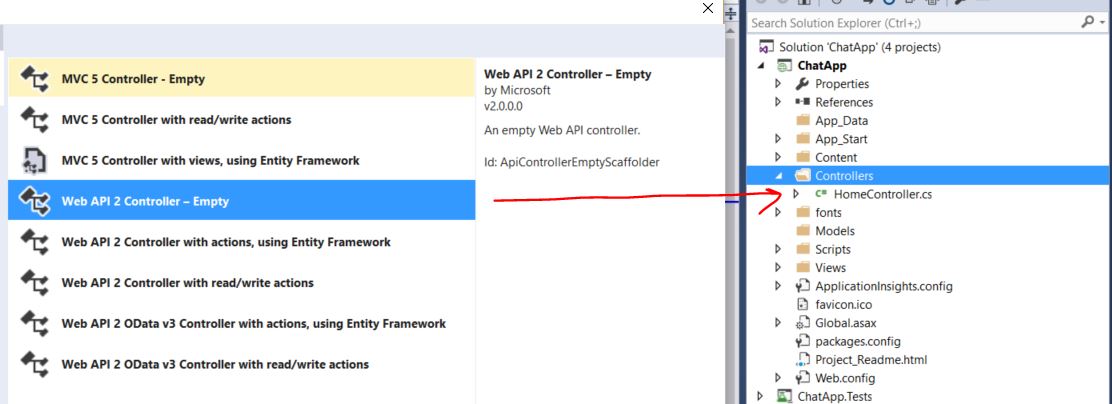 MVC 5 Controller - Empty
MVC 5 Controller with read/write actions
MVC 5 Controller with views, using Entity Framework
Web API 2 Controller – Empty
Web API 2 Controller with actions, using Entity Framework
Web API 2 Controller with read/write actions
Web API 2 OData v3 Controller with actions, using Entity Framework
Web API 2 OData v3 Controller with read/write actions
Web API 2 Controller – Empty
by Microsoft
v2.0.0.0
An empty Web API controller.
Id: ApiControllerEmptyScaffolder
Search Solution Explorer (Ctrl+;)
Solution 'ChatApp' (4 projects)
ChatApp
Properties
References
App_Data
App_Start
Content
Controllers
C# HomeController.cs
fonts
Models
Scripts
Views
ApplicationInsights.config
favicon.ico
Global.asax
packages.config
Project_Readme.html
Web.config
ChatApp.Tests